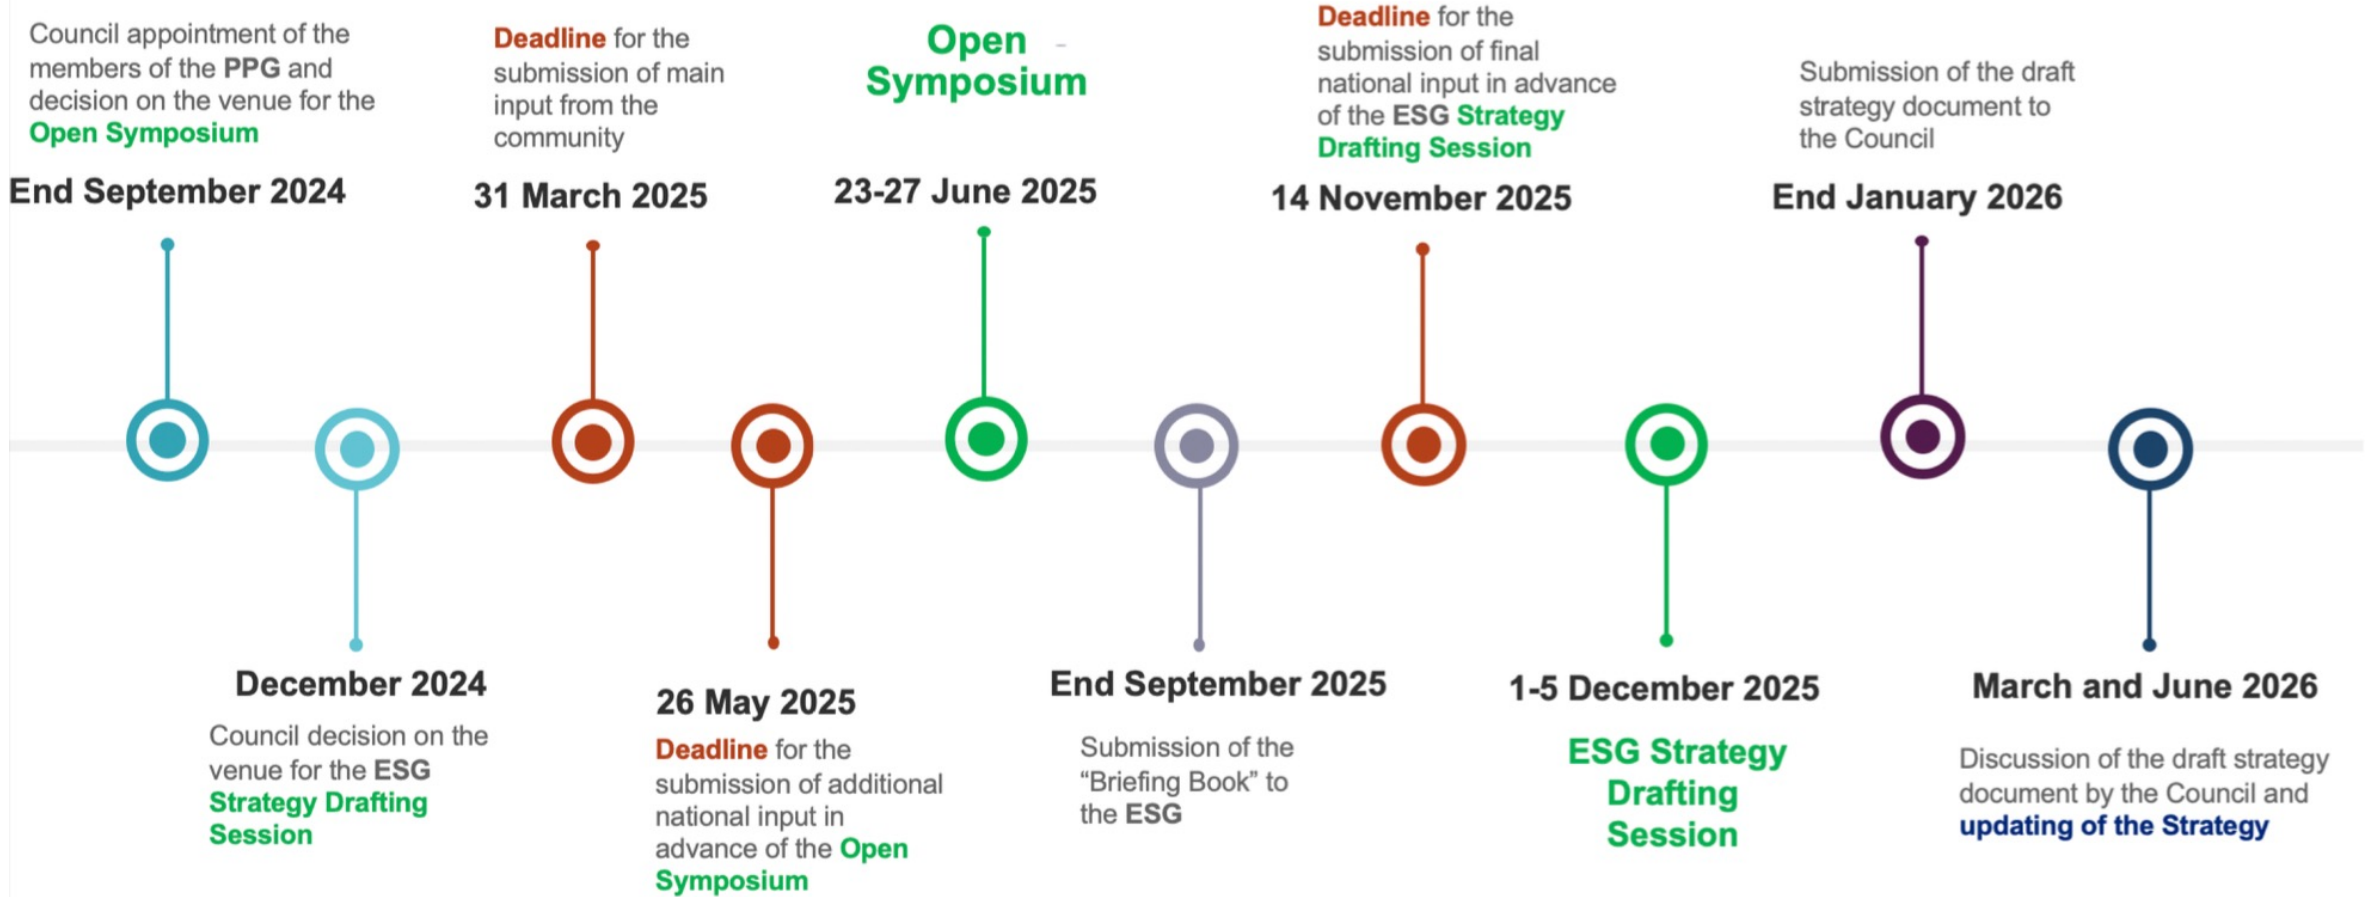 Council appointment of the
members of the PPG and
decision on the venue for the
Open Symposium
End September 2024
December 2024
Council decision on the
venue for the ESG
Strategy Drafting
Session
Deadline for the
submission of main
input from the
community
31 March 2025
26 May 2025
Deadline for the
submission of additional
national input in
advance of the Open
Symposium
Open
Symposium
23-27 June 2025
End September 2025
Submission of the
“Briefing Book” to
the ESG
Deadline for the
submission of final
national input in advance
of the ESG Strategy
Drafting Session
14 November 2025
1-5 December 2025
ESG Strategy
Drafting
Session
Submission of the draft
strategy document to
the Council
End January 2026
March and June 2026
Discussion of the draft strategy
document by the Council and
updating of the Strategy